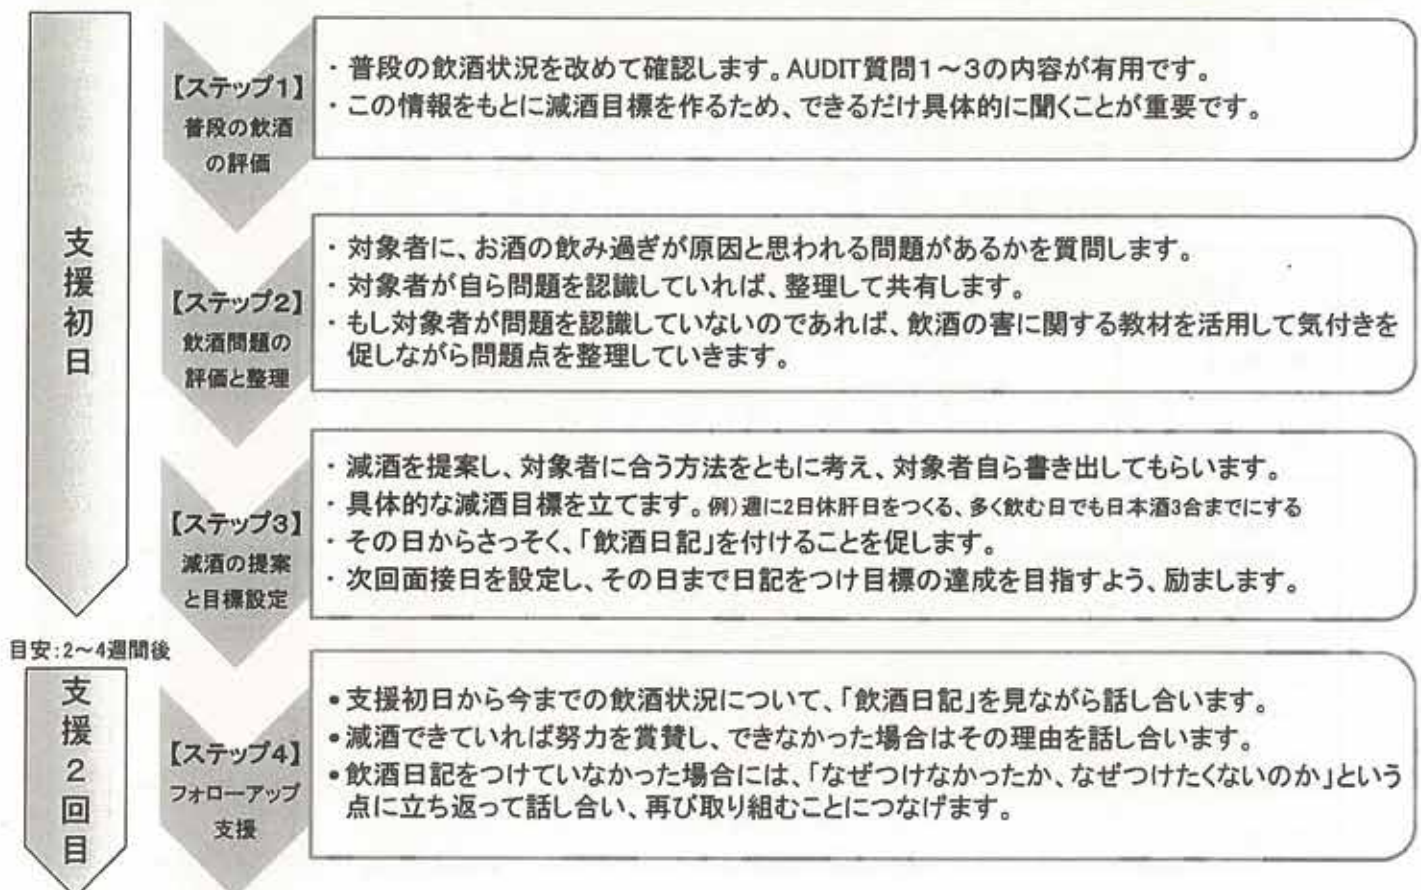 支援初日
【ステップ1】
普段の飲酒
の評価
・普段の飲酒状況を改めて確認します。AUDIT質問1～3の内容が有用です。
・この情報をもとに減酒目標を作るため、できるだけ具体的に聞くことが重要です。
【ステップ2】
飲酒問題の
評価と整理
・対象者に、お酒の飲み過ぎが原因と思われる問題があるかを質問します。
・対象者が自ら問題を認識していれば、整理して共有します。
・もし対象者が問題を認識していないのであれば、飲酒の害に関する教材を活用して気付きを
促しながら問題点を整理していきます。
【ステップ3】
減酒の提案
と目標設定
・減酒を提案し、対象者に合う方法をともに考え、対象者自ら書き出してもらいます。
・具体的な減酒目標を立てます。例)週に2日休肝日をつくる、多く飲む日でも日本酒3合までにする
・その日からさっそく、「飲酒日記」を付けることを促します。
・次回面接日を設定し、その日まで日記をつけ目標の達成を目指すよう、励まします。
目安:2～4週間後
支援2回目
【ステップ4】
フォローアップ
支援
•支援初日から今までの飲酒状況について、「飲酒日記」を見ながら話し合います。
•減酒できていれば努力を賞賛し、できなかった場合はその理由を話し合います。
•飲酒日記をつけていなかった場合には、「なぜつけなかったか、なぜつけたくないのか」という
点に立ち返って話し合い、再び取り組むことにつなげます。